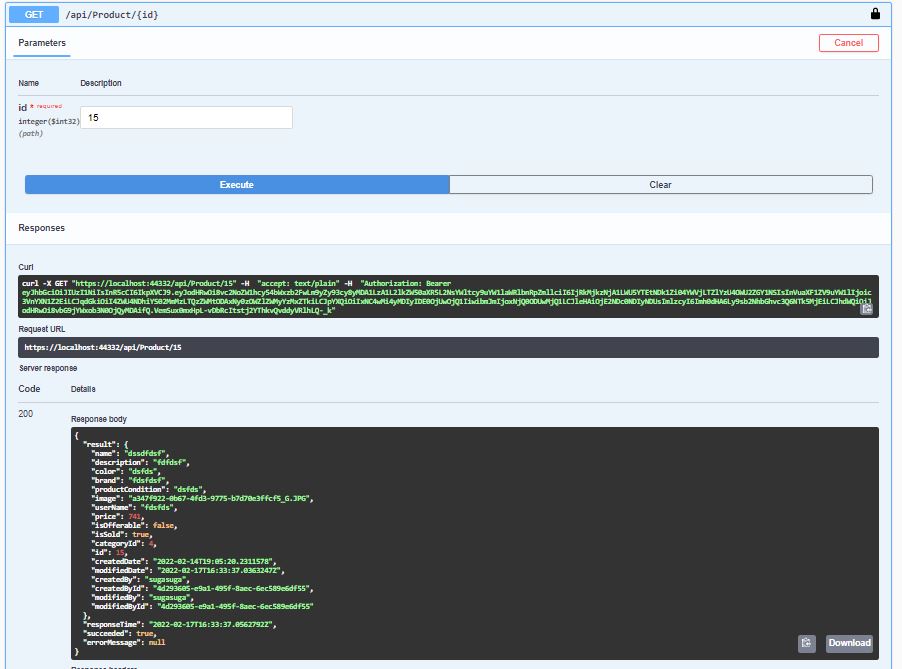 GET /api/Product/{id}
Parameters
Cancel
Name Description
id * required
integer($int32)
(path)
15
Execute
Clear
Responses
Curl
curl -X GET "https://localhost:44332/api/Product/15" -H "accept: text/plain" -H "Authorization: Bearer
Request URL
https://localhost:44332/api/Product/15
Server response
Code Details
200
Response body
{
"result": {
"name": "dssdfdsf",
"description": "fdfdsf",
"color": "dsfds",
"brand": "fdsfdsf",
"productCondition": "dsfds",
"image": "a347f922-0b67-4fd3-9775-b7d70e3ffcf5_G.JPG",
"userName": "fdsfds",
"price": 741,
"isOfferable": false,
"isSold": true,
"categoryId": 4,
"id": 15,
"createdDate": "2022-02-14T19:05:20.2311578",
"modifiedDate": "2022-02-17T16:33:37.0363247Z",
"createdBy": "sugasuga",
"createdById": "4d293605-e9a1-495f-8aec-6ec589e6df55",
"modifiedBy": "sugasuga",
"modifiedById": "4d293605-e9a1-495f-8aec-6ec589e6df55"
},
"responseTime": "2022-02-17T16:33:37.0562792Z",
"succeeded": true,
"errorMessage": null
}
Download
Response headers